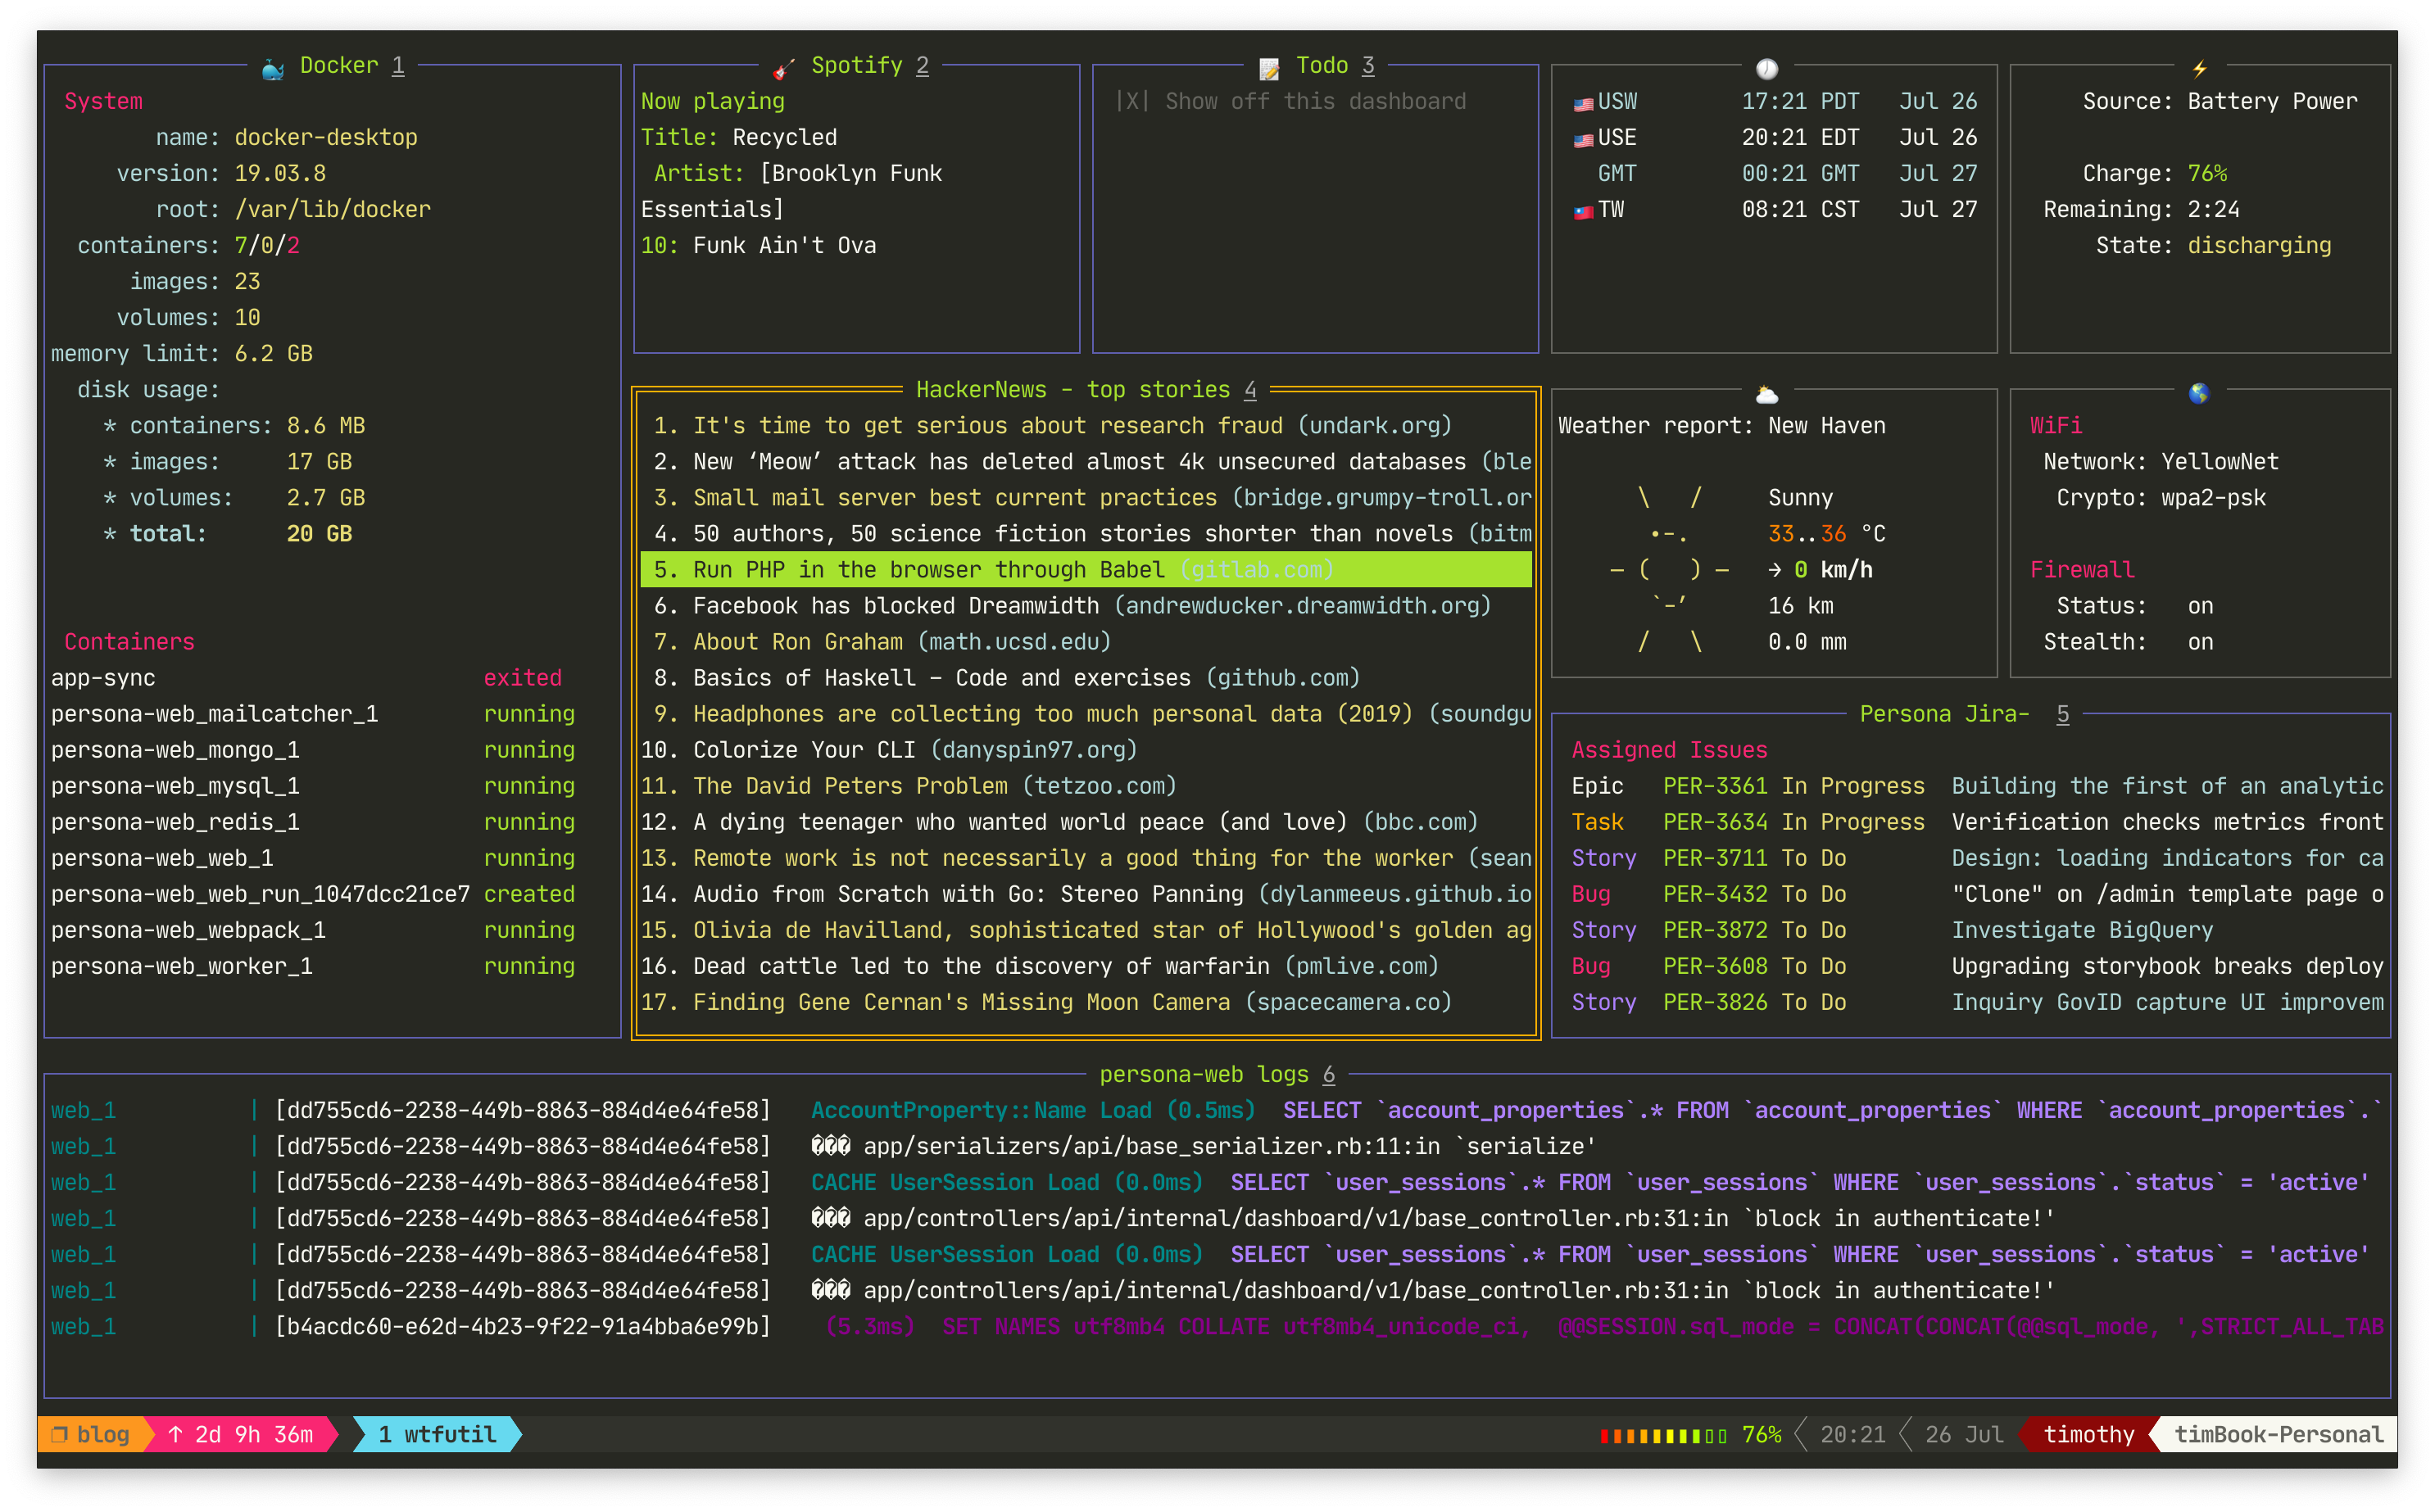 Docker 1
System
name: docker-desktop
version: 19.03.8
root: /var/lib/docker
containers: 7/0/2
images: 23
volumes: 10
memory limit: 6.2 GB
disk usage:
* containers: 8.6 MB
* images: 17 GB
* volumes: 2.7 GB
* total: 20 GB
Containers
app-sync exited
persona-web_mailcatcher_1 running
persona-web_mongo_1 running
persona-web_mysql_1 running
persona-web_redis_1 running
persona-web_web_1 running
persona-web_web_run_1047dcc21ce7 created
persona-web_webpack_1 running
persona-web_worker_1 running
Spotify 2
Now playing
Title: Recycled
Artist: [Brooklyn Funk
Essentials]
10: Funk Ain't Ova
Todo 3
|X| Show off this dashboard
USW 17:21 PDT Jul 26
USE 20:21 EDT Jul 26
GMT 00:21 GMT Jul 27
TW 08:21 CST Jul 27
Source: Battery Power
Charge: 76%
Remaining: 2:24
State: discharging
HackerNews - top stories 4
1. It's time to get serious about research fraud (undark.org)
2. New ‘Meow’ attack has deleted almost 4k unsecured databases (ble
3. Small mail server best current practices (bridge.grumpy-troll.or
4. 50 authors, 50 science fiction stories shorter than novels (bitm
5. Run PHP in the browser through Babel (gitlab.com)
6. Facebook has blocked Dreamwidth (andrewducker.dreamwidth.org)
7. About Ron Graham (math.ucsd.edu)
8. Basics of Haskell – Code and exercises (github.com)
9. Headphones are collecting too much personal data (2019) (soundgu
10. Colorize Your CLI (danyspin97.org)
11. The David Peters Problem (tetzoo.com)
12. A dying teenager who wanted world peace (and love) (bbc.com)
13. Remote work is not necessarily a good thing for the worker (sean
14. Audio from Scratch with Go: Stereo Panning (dylanmeeus.github.io
15. Olivia de Havilland, sophisticated star of Hollywood's golden ag
16. Dead cattle led to the discovery of warfarin (pmlive.com)
17. Finding Gene Cernan's Missing Moon Camera (spacecamera.co)
Weather report: New Haven
Sunny
33..36 °C
→ 0 km/h
16 km
0.0 mm
WiFi
Network: YellowNet
Crypto: wpa2-psk
Firewall
Status: on
Stealth: on
Persona Jira- 5
Assigned Issues
Epic PER-3361 In Progress Building the first of an analytic
Task PER-3634 In Progress Verification checks metrics front
Story PER-3711 To Do Design: loading indicators for ca
Bug PER-3432 To Do "Clone" on /admin template page o
Story PER-3872 To Do Investigate BigQuery
Bug PER-3608 To Do Upgrading storybook breaks deploy
Story PER-3826 To Do Inquiry GovID capture UI improvem
persona-web logs 6
web_1 | [dd755cd6-2238-449b-8863-884d4e64fe58] AccountProperty::Name Load (0.5ms) SELECT `account_properties`.* FROM `account_properties` WHERE `account_properties`.`
web_1 | [dd755cd6-2238-449b-8863-884d4e64fe58] ��� app/serializers/api/base_serializer.rb:11:in `serialize'
web_1 | [dd755cd6-2238-449b-8863-884d4e64fe58] CACHE UserSession Load (0.0ms) SELECT `user_sessions`.* FROM `user_sessions` WHERE `user_sessions`.`status` = 'active'
web_1 | [dd755cd6-2238-449b-8863-884d4e64fe58] ��� app/controllers/api/internal/dashboard/v1/base_controller.rb:31:in `block in authenticate!'
web_1 | [dd755cd6-2238-449b-8863-884d4e64fe58] CACHE UserSession Load (0.0ms) SELECT `user_sessions`.* FROM `user_sessions` WHERE `user_sessions`.`status` = 'active'
web_1 | [dd755cd6-2238-449b-8863-884d4e64fe58] ��� app/controllers/api/internal/dashboard/v1/base_controller.rb:31:in `block in authenticate!'
web_1 | [b4acdc60-e62d-4b23-9f22-91a4bba6e99b] (5.3ms) SET NAMES utf8mb4 COLLATE utf8mb4_unicode_ci, @@SESSION.sql_mode = CONCAT(CONCAT(@@sql_mode, ',STRICT_ALL_TAB
blog ↑ 2d 9h 36m 1 wtfutil 76% 20:21 26 Jul timothy timBook-Personal